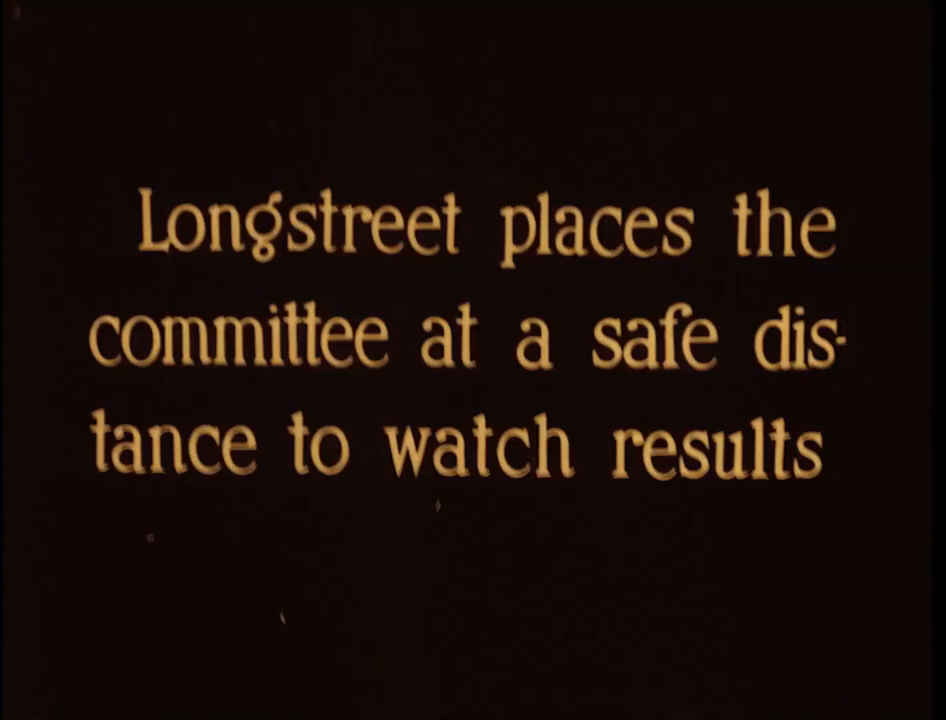 Longstreet places the
committee at a safe dis-
tance to watch results